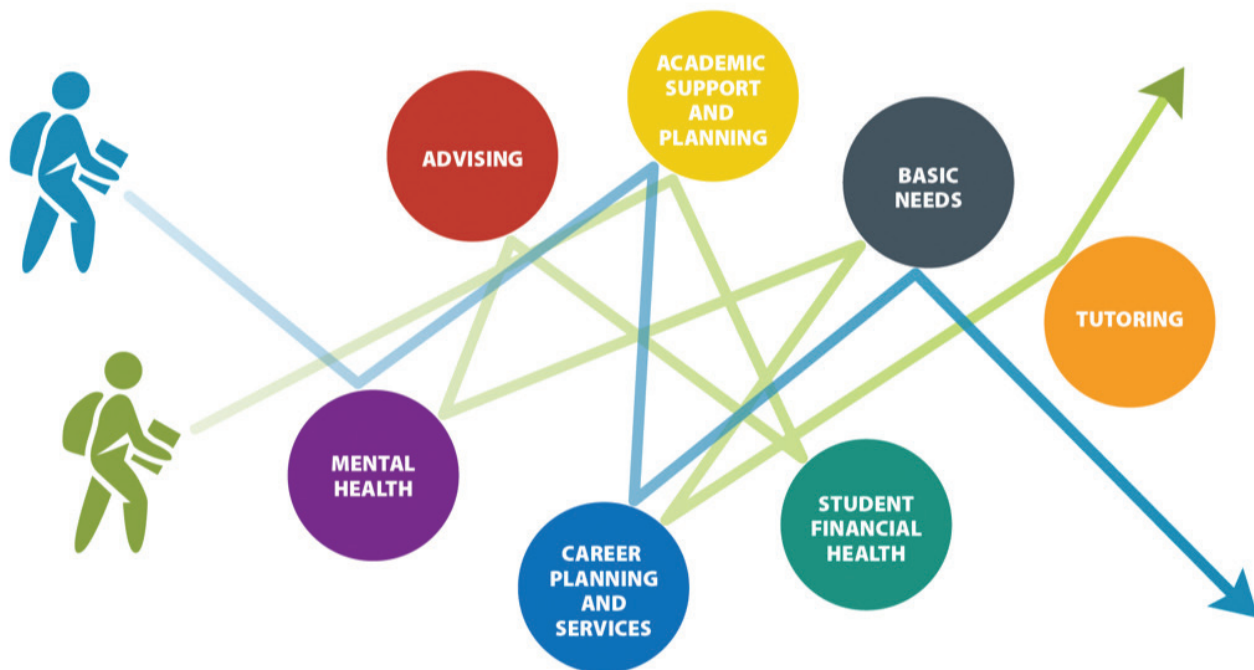 ACADEMIC
SUPPORT
AND
PLANNING
ADVISING
BASIC
NEEDS
TUTORING
MENTAL
HEALTH
STUDENT
FINANCIAL
HEALTH
CAREER
PLANNING
AND
SERVICES